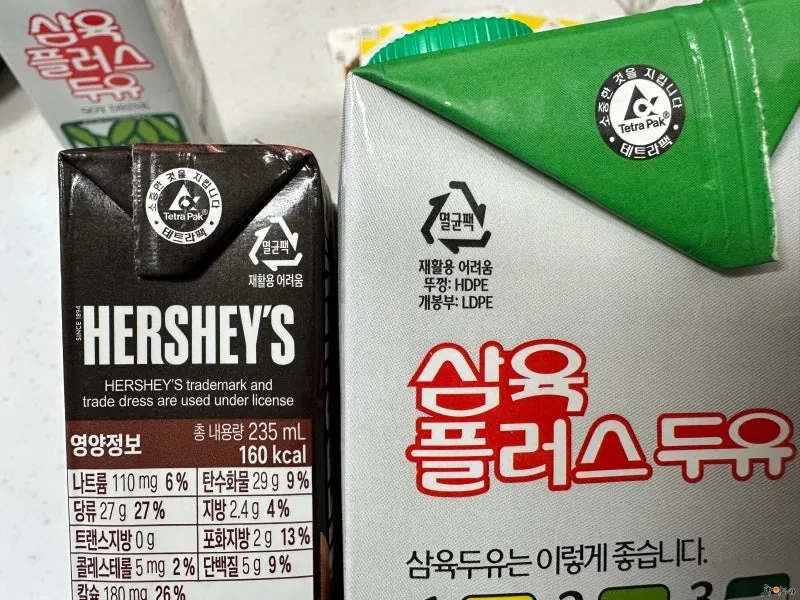 삼육
플러스
두유
SOY DRINK
소중한 것을 지킵니다
Tetra Pak®
테트라팩
멸균팩
재활용 어려움
SINCE 1894
HERSHEY'S
HERSHEY'S trademark and
trade dress are used under license
영양정보
총 내용량 235 mL
160 kcal
나트륨 110 mg 6% 탄수화물 29 g 9%
당류 27 g 27% 지방 2.4 g 4%
트랜스지방 0 g 포화지방 2 g 13%
콜레스테롤 5 mg 2% 단백질 5 g 9%
칼슘 180 mg 26%
소중한 것을 지킵니다
Tetra Pak®
테트라팩
멸균팩
재활용 어려움
뚜껑: HDPE
개봉부: LDPE
삼육
플러스 두유
삼육두유는 이렇게 좋습니다.
1 2 3